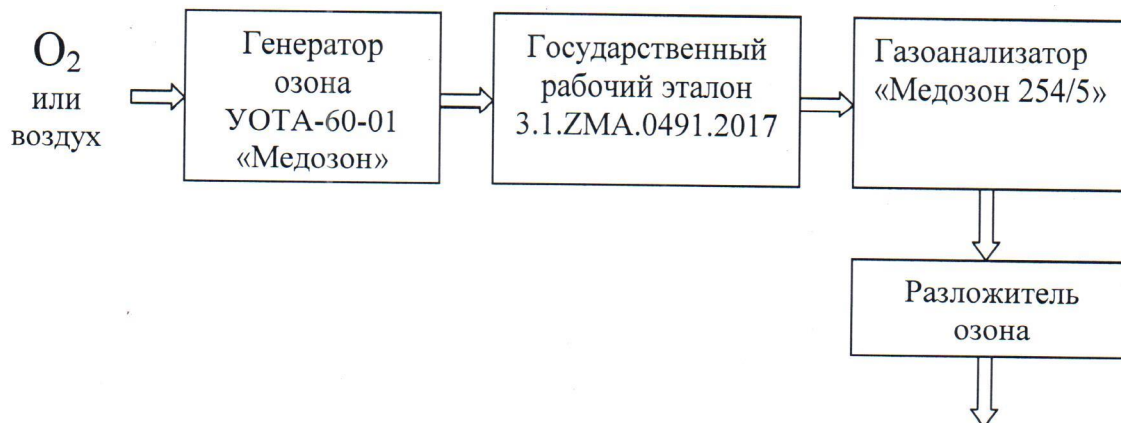 O2
или
воздух
Генератор
озона
УОТА-60-01
«Медозон»
Государственный
рабочий эталон
3.1.ZMA.0491.2017
Газоанализатор
«Медозон 254/5»
Разложитель
озона